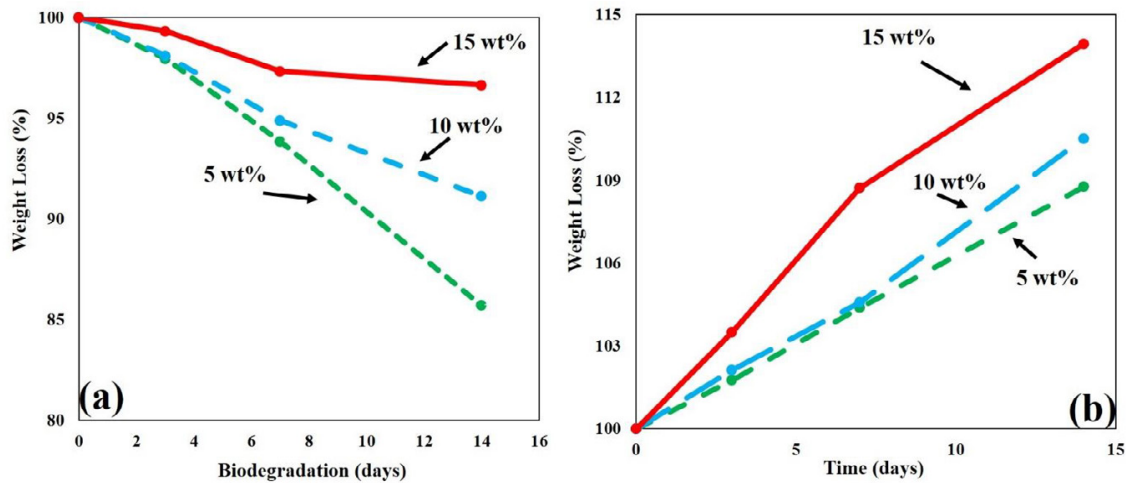 100
95
90
85
80
Weight Loss (%)
15 wt%
10 wt%
5 wt%
(a)
0 2 4 6 8 10 12 14 16
Biodegradation (days)
115
112
109
106
103
100
Weight Loss (%)
15 wt%
10 wt%
5 wt%
(b)
0 5 10 15
Time (days)